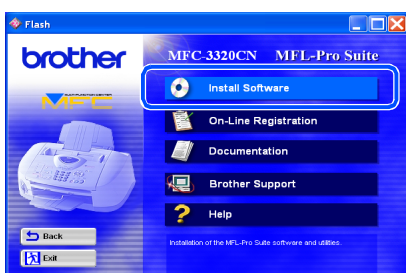 Flash
brother
MFC-3320CN MFL-Pro Suite
MFC
Install Software
On-Line Registration
Documentation
Brother Support
Help
Back
Exit
Installation of the MFL-Pro Suite software and utilities.